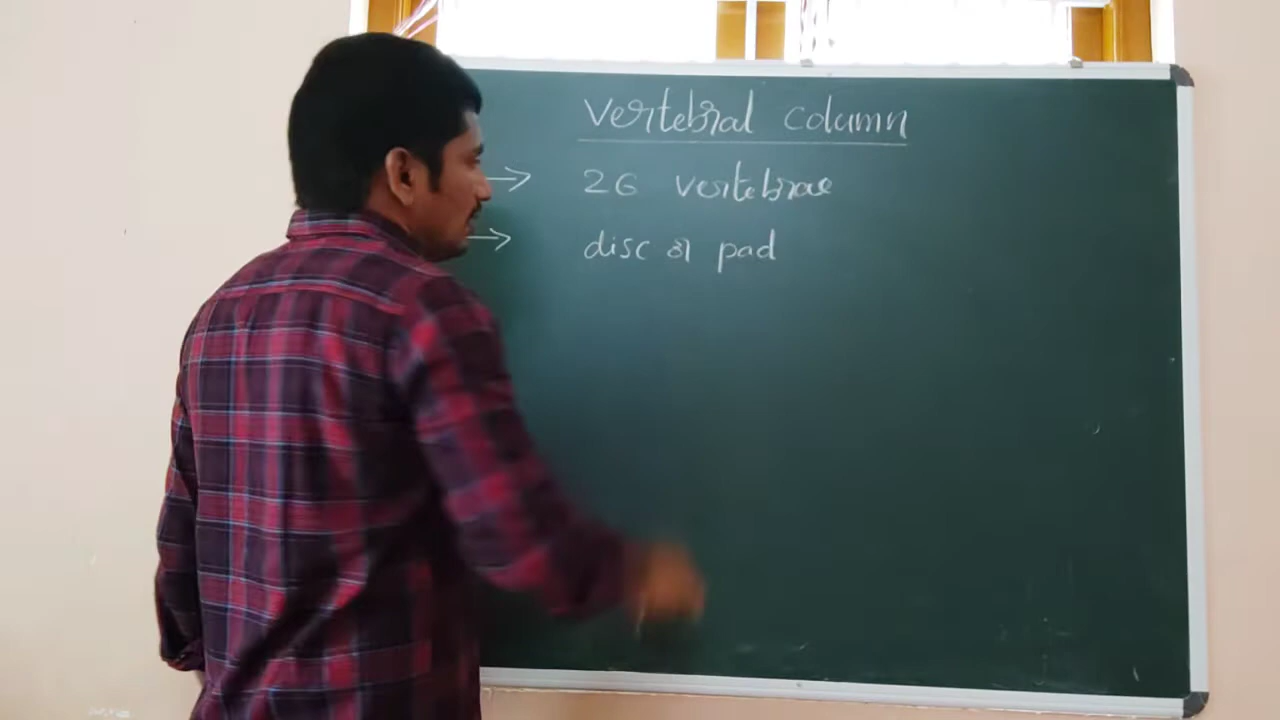 Vertebral column
→ 26 vertebrae
→ disc or pad